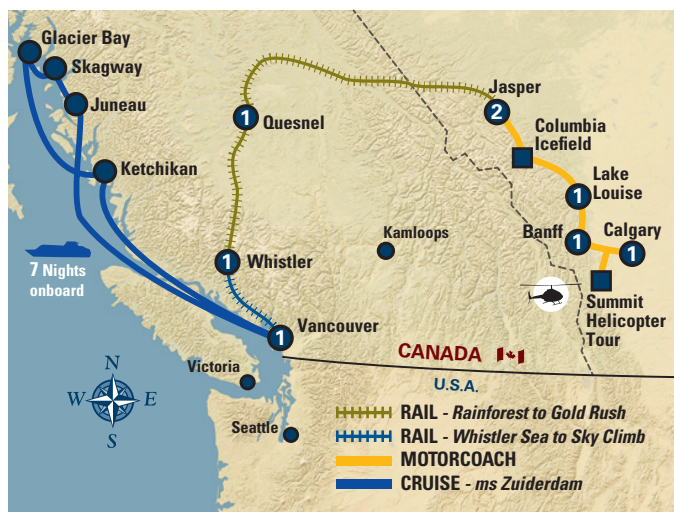 Glacier Bay
Skagway
Juneau
Ketchikan
7 Nights
onboard
1
Quesnel
Jasper
2
Columbia
Icefield
Lake
Louise
1
Banff
1
Calgary
1
Kamloops
1
Whistler
Summit
Helicopter
Tour
Vancouver
1
CANADA
U.S.A.
Victoria
Seattle
N
W
E
S
RAIL - Rainforest to Gold Rush
RAIL - Whistler Sea to Sky Climb
MOTORCOACH
CRUISE - ms Zuiderdam